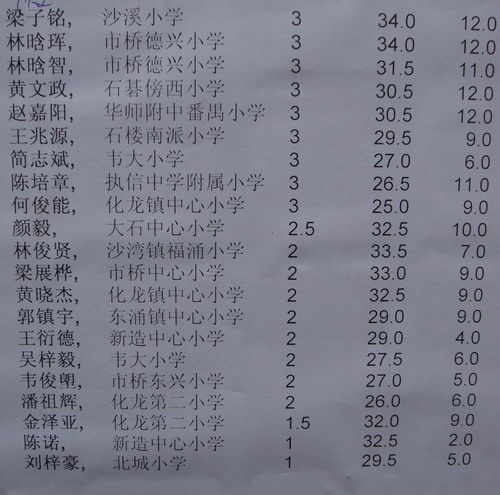 梁子铭, 沙溪小学 3 34.0 12.0
林晗珲, 市桥德兴小学 3 34.0 12.0
林晗智, 市桥德兴小学 3 31.5 11.0
黄文政, 石碁傍西小学 3 30.5 12.0
赵嘉阳, 华师附中番禺小学 3 30.5 12.0
王兆源, 石楼南派小学 3 29.5 9.0
简志斌, 韦大小学 3 27.0 6.0
陈培章, 执信中学附属小学 3 26.5 11.0
何俊能, 化龙镇中心小学 3 25.0 9.0
颜毅, 大石中心小学 2.5 32.5 10.0
林俊贤, 沙湾镇福涌小学 2 33.5 7.0
梁展桦, 市桥中心小学 2 33.0 9.0
黄晓杰, 化龙镇中心小学 2 32.5 9.0
郭镇宇, 东涌镇中心小学 2 29.0 9.0
王衍德, 新造中心小学 2 29.0 4.0
吴梓毅, 韦大小学 2 27.5 6.0
韦俊塱, 市桥东兴小学 2 27.0 5.0
潘祖辉, 化龙第二小学 2 26.0 6.0
金泽亚, 化龙第二小学 1.5 32.0 9.0
陈诺, 新造中心小学 1 32.5 2.0
刘梓豪, 北城小学 1 29.5 5.0